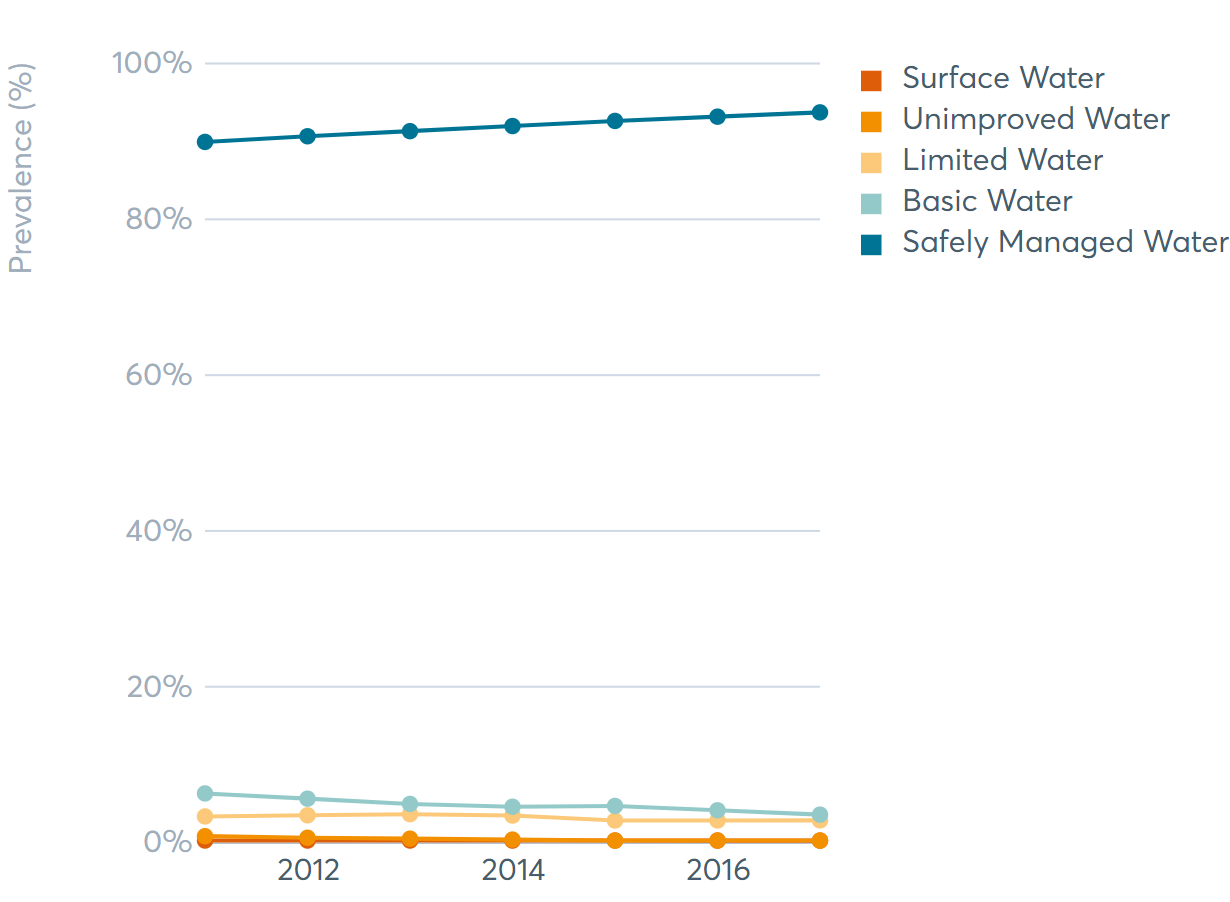 Prevalence (%)
100%
80%
60%
40%
20%
0%
2012
2014
2016
Surface Water
Unimproved Water
Limited Water
Basic Water
Safely Managed Water